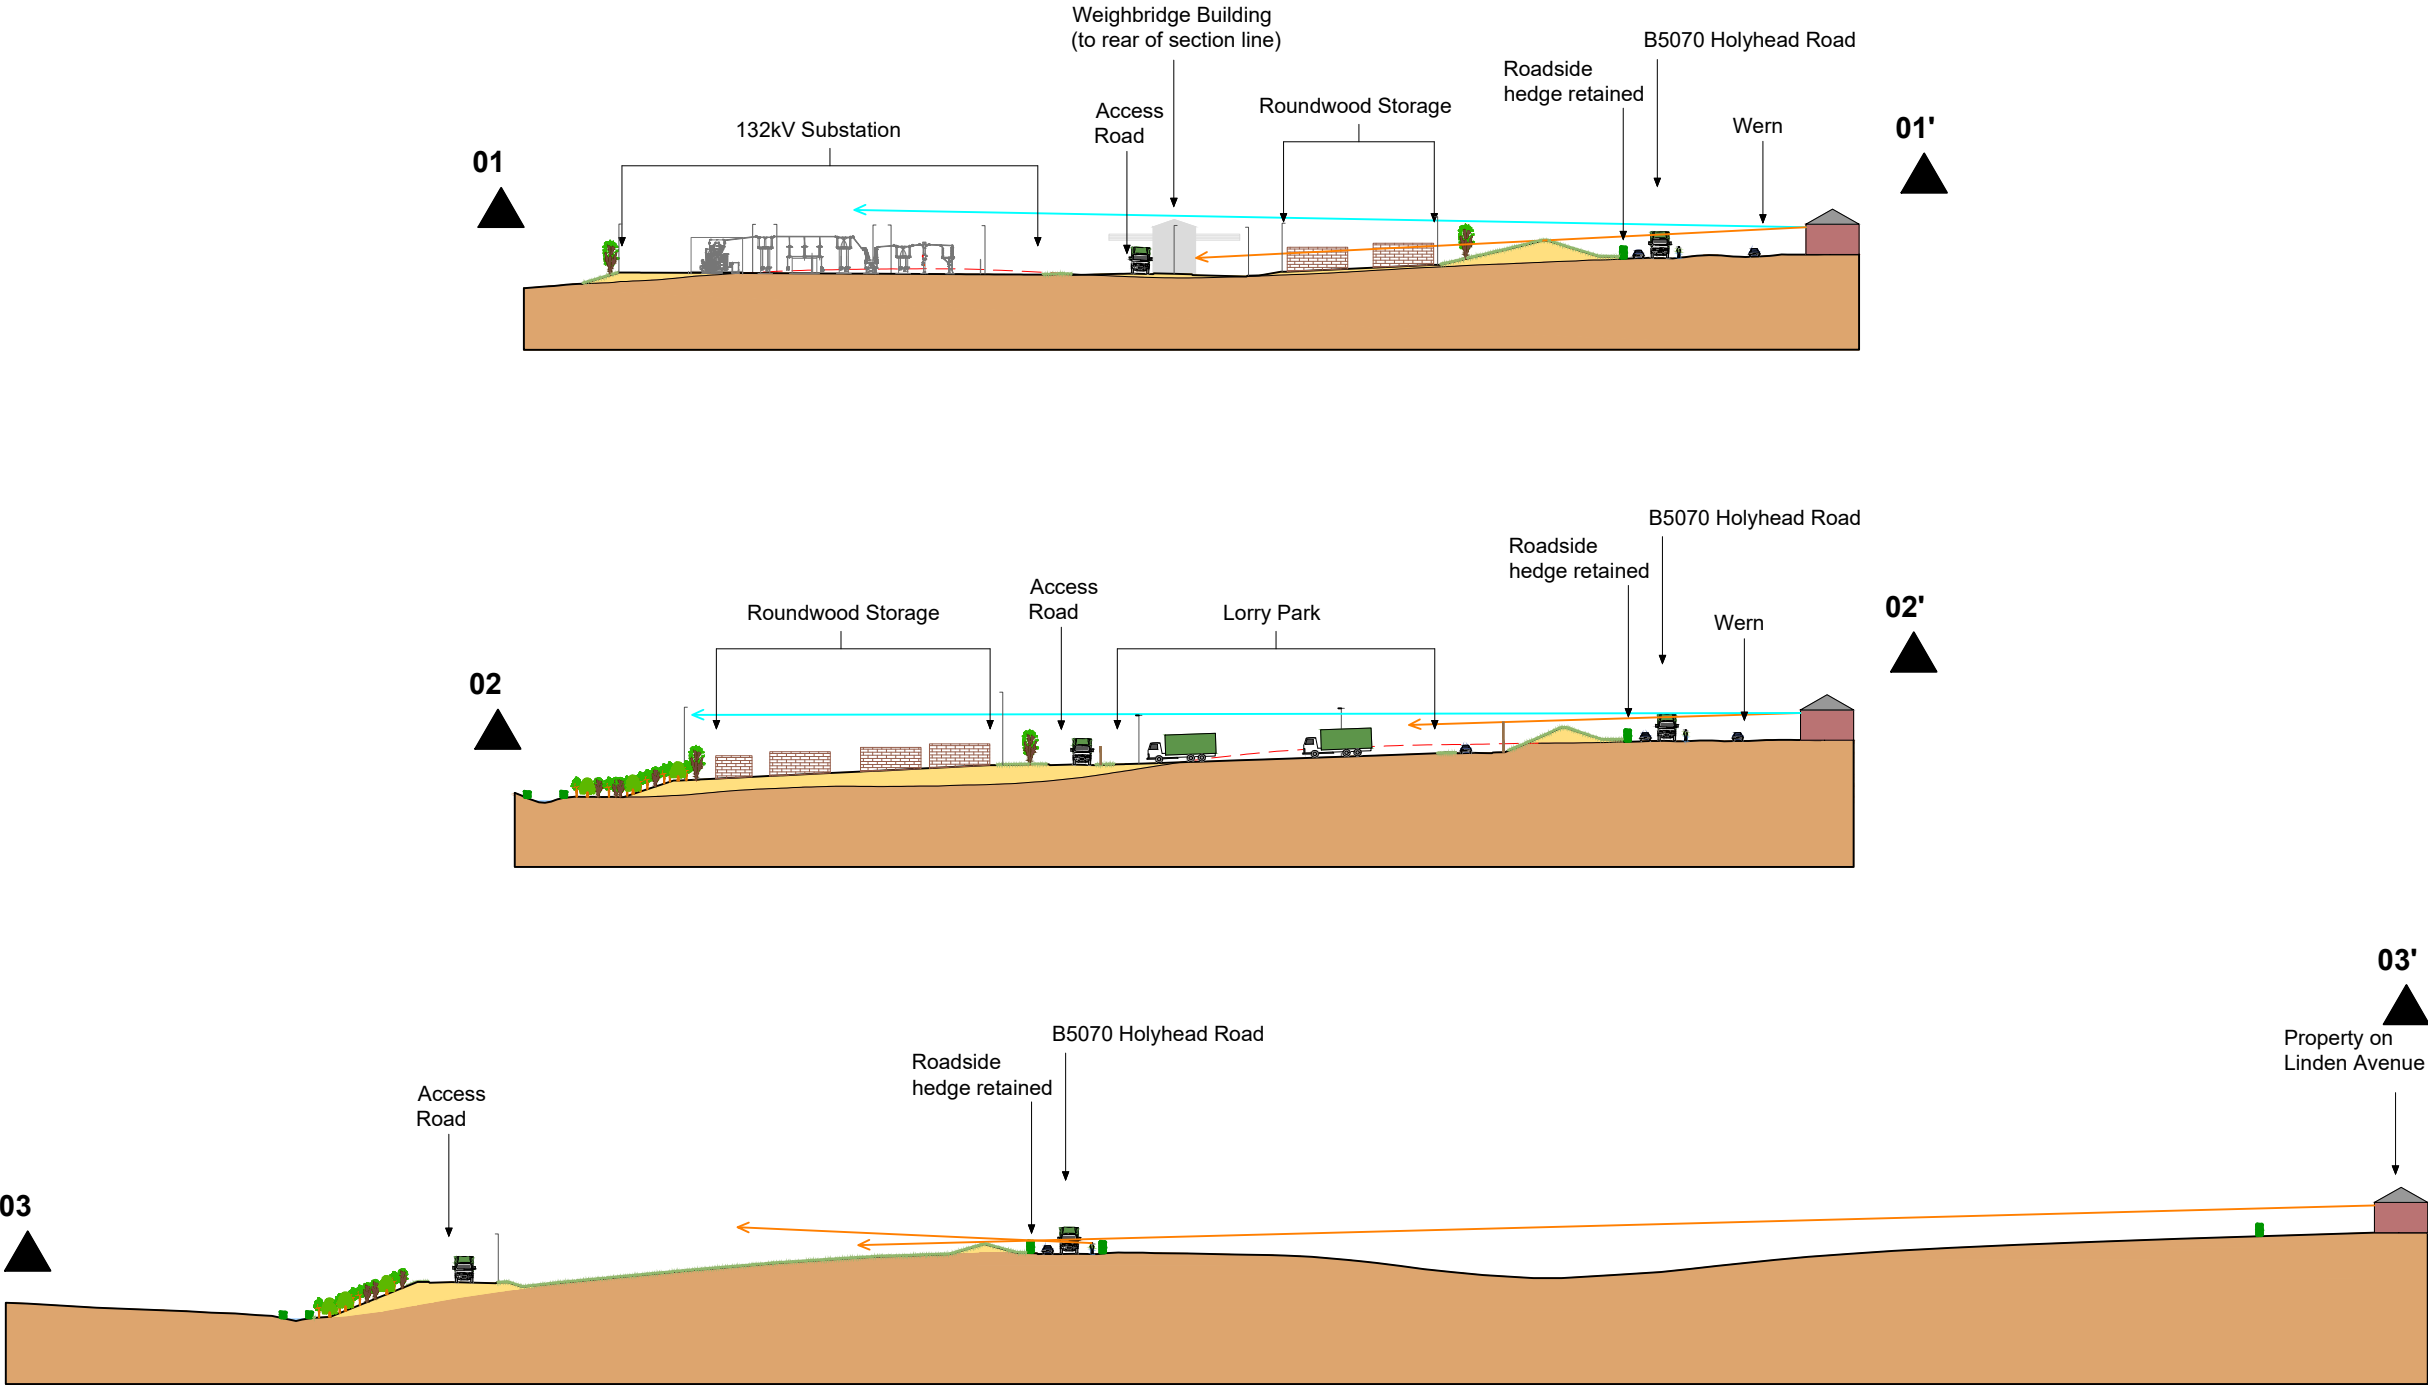 Weighbridge Building
(to rear of section line)
B5070 Holyhead Road
Roadside
hedge retained
Access
Road
Roundwood Storage
132kV Substation
Wern
01
01'
B5070 Holyhead Road
Roadside
hedge retained
Access
Road
Roundwood Storage
Lorry Park
Wern
02
02'
03'
B5070 Holyhead Road
Roadside
hedge retained
Property on
Linden Avenue
Access
Road
03